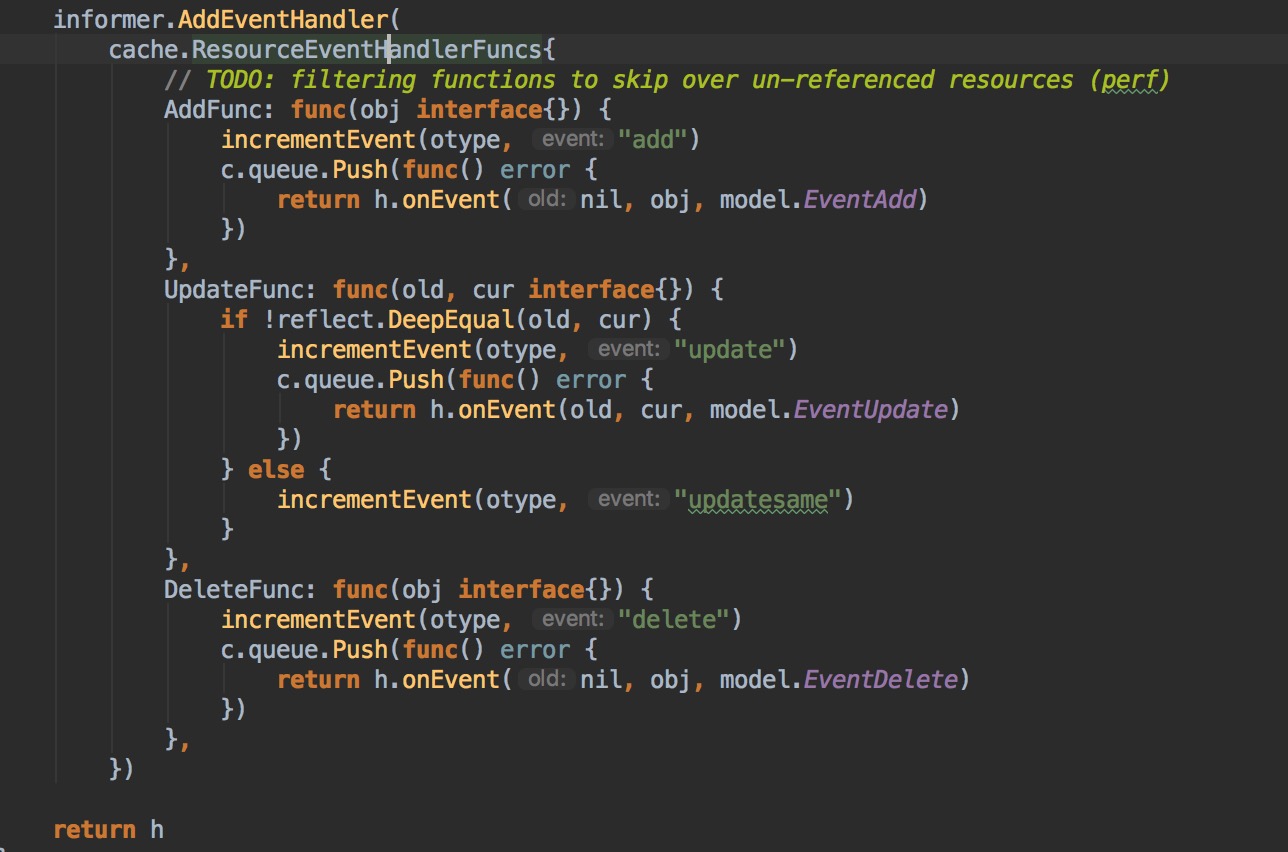 informer.AddEventHandler(
    cache.ResourceEventHandlerFuncs{
        // TODO: filtering functions to skip over un-referenced resources (perf)
        AddFunc: func(obj interface{}) {
            incrementEvent(otype, event: "add")
            c.queue.Push(func() error {
                return h.onEvent( old: nil, obj, model.EventAdd)
            })
        },
        UpdateFunc: func(old, cur interface{}) {
            if !reflect.DeepEqual(old, cur) {
                incrementEvent(otype, event: "update")
                c.queue.Push(func() error {
                    return h.onEvent(old, cur, model.EventUpdate)
                })
            } else {
                incrementEvent(otype, event: "updatesame")
            }
        },
        DeleteFunc: func(obj interface{}) {
            incrementEvent(otype, event: "delete")
            c.queue.Push(func() error {
                return h.onEvent( old: nil, obj, model.EventDelete)
            })
        },
    })

return h